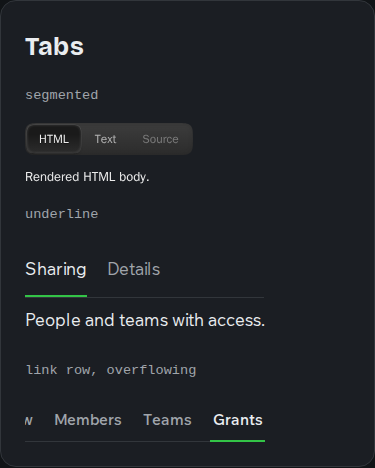 Tabs
segmented
HTML Text Source
Rendered HTML body.
underline
Sharing Details
People and teams with access.
link row, overflowing
Members Teams Grants